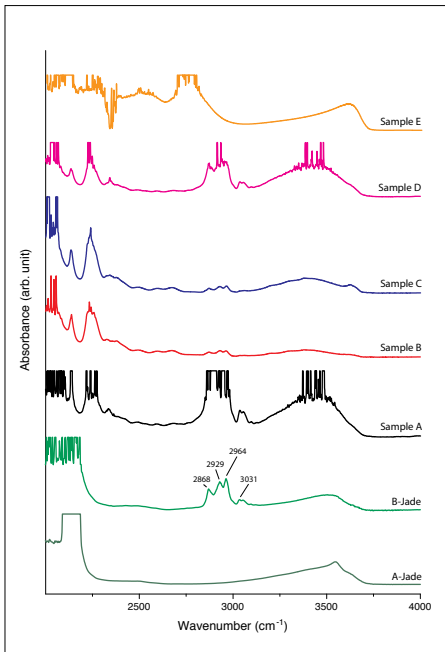 Absorbance (arb. unit)
Sample E
Sample D
Sample C
Sample B
Sample A
2964
2929
2868
3031
B-Jade
A-Jade
2500 3000 3500 4000
Wavenumber (cm⁻¹)